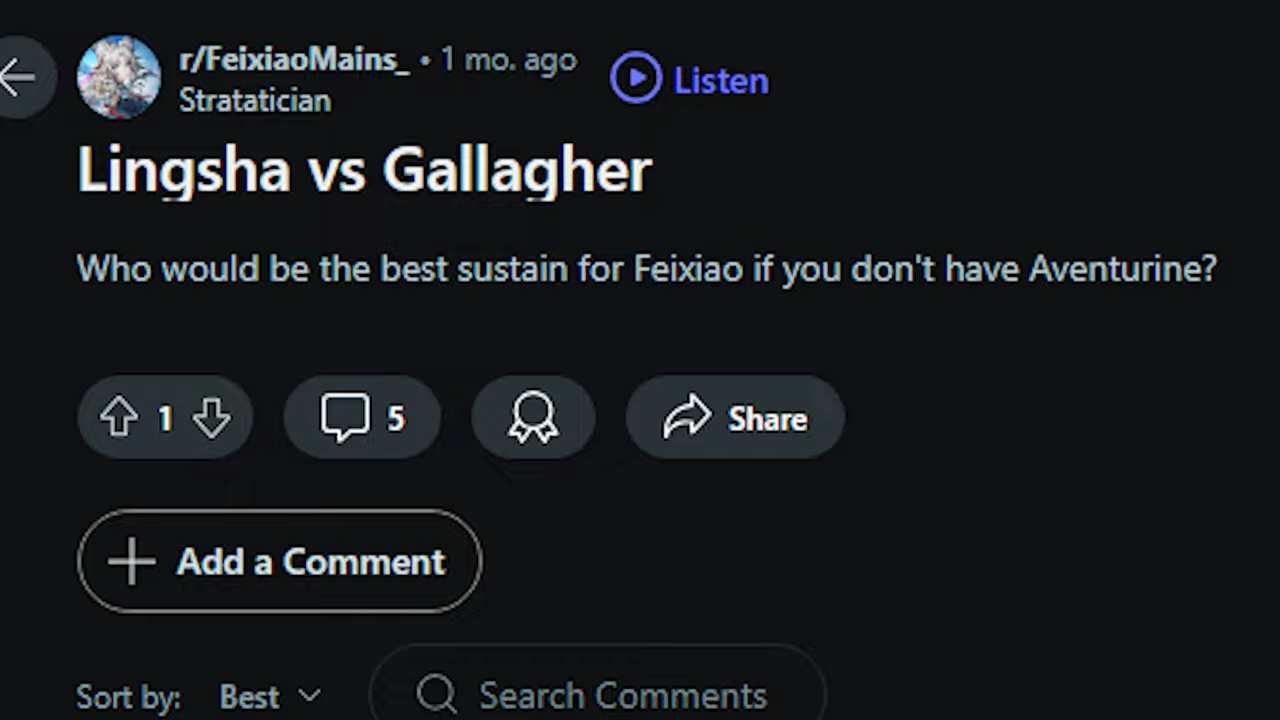 r/FeixiaoMains_ • 1 mo. ago
Listen
Stratatician
Lingsha vs Gallagher
Who would be the best sustain for Feixiao if you don't have Aventurine?
1
5
Share
Add a Comment
Sort by: Best
Search Comments